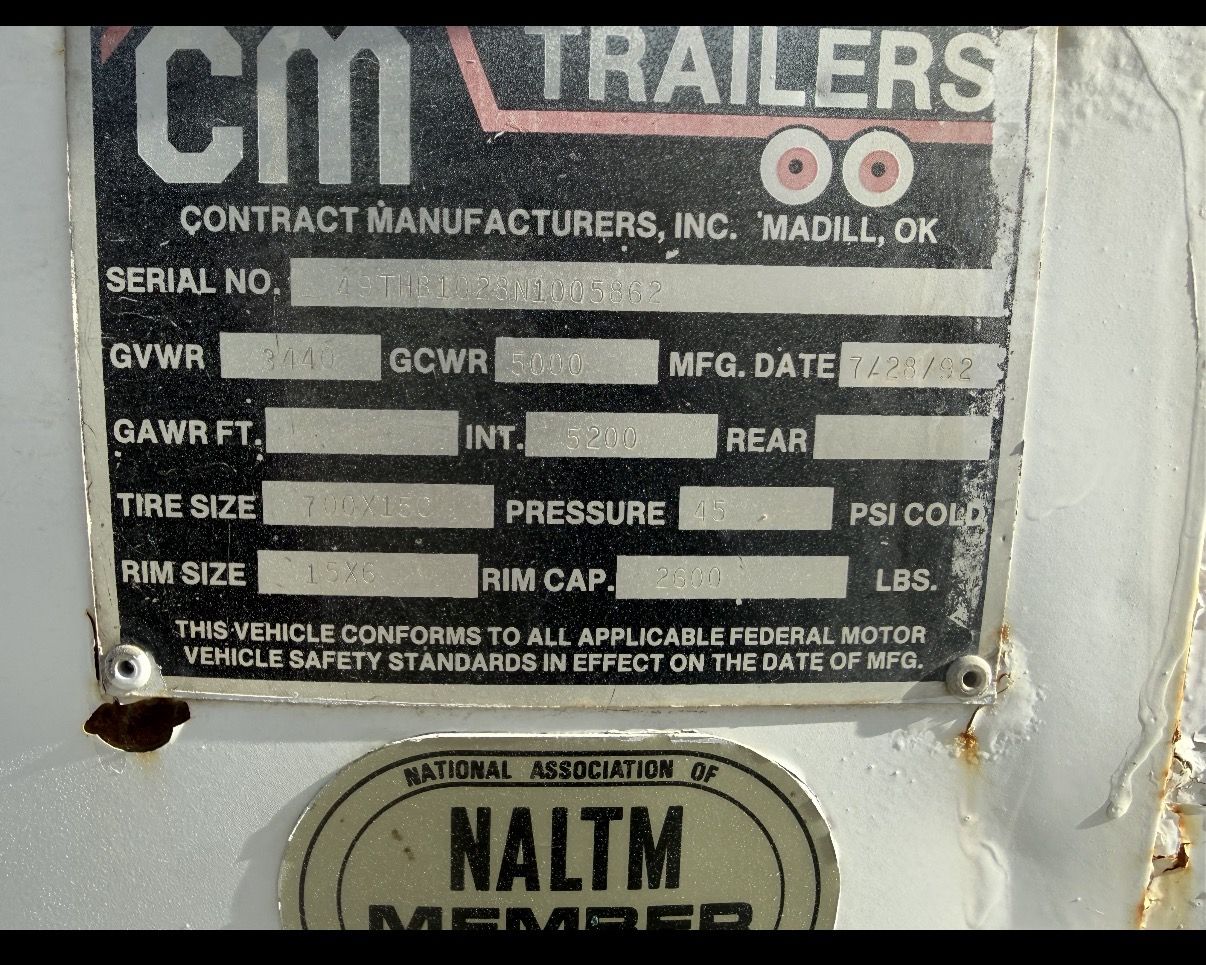 CM TRAILERS
CONTRACT MANUFACTURERS, INC. MADILL, OK
SERIAL NO. 49THB1028N1005862
GVWR 3440 GCWR 5000 MFG. DATE 7/28/92
GAWR FT. INT. 5200 REAR
TIRE SIZE 700X15C PRESSURE 45 PSI COLD
RIM SIZE 15X6 RIM CAP. 2600 LBS.
THIS VEHICLE CONFORMS TO ALL APPLICABLE FEDERAL MOTOR
VEHICLE SAFETY STANDARDS IN EFFECT ON THE DATE OF MFG.
NATIONAL ASSOCIATION OF
NALTM
MEMBER